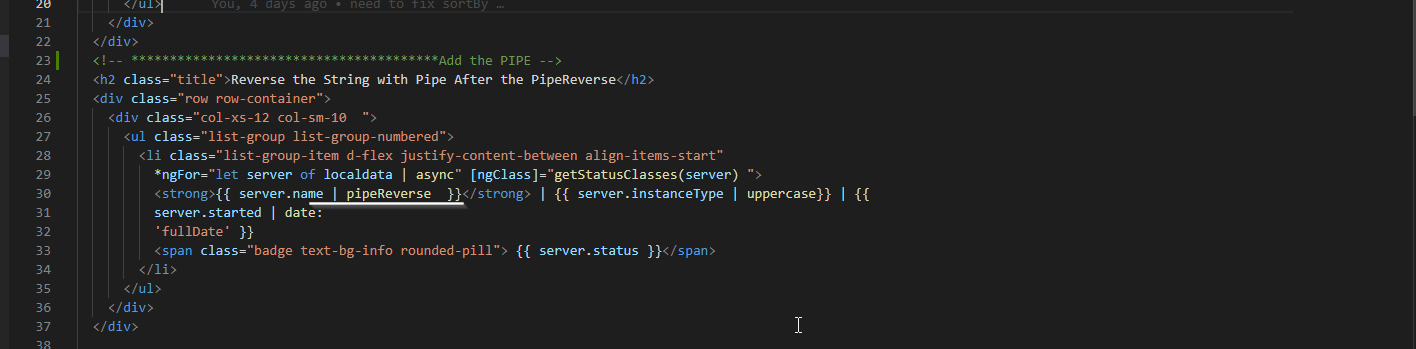 20 </ul> You, 4 days ago • need to fix sortBy …
21 </div>
22 </div>
23 <!-- ****************************************Add the PIPE -->
24 <h2 class="title">Reverse the String with Pipe After the PipeReverse</h2>
25 <div class="row row-container">
26 <div class="col-xs-12 col-sm-10  ">
27 <ul class="list-group list-group-numbered">
28 <li class="list-group-item d-flex justify-content-between align-items-start"
29 *ngFor="let server of localdata | async" [ngClass]="getStatusClasses(server) ">
30 <strong>{{ server.name | pipeReverse  }}</strong> | {{ server.instanceType | uppercase}} | {{
31 server.started | date:
32 'fullDate' }}
33 <span class="badge text-bg-info rounded-pill"> {{ server.status }}</span>
34 </li>
35 </ul>
36 </div>
37 </div>
38